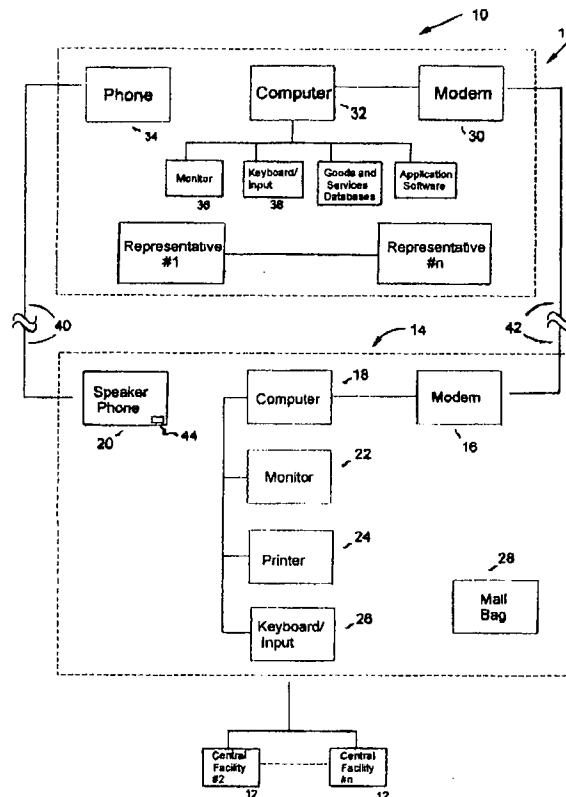 10
1
Phone
Computer
Modem
34
32
30
Monitor
Keyboard/
Input
Goods and
Services
Databases
Application
Software
36
38
Representative
#1
Representative
#n
40
42
14
Speaker
Phone
20
44
Computer
18
Modem
16
Monitor
22
Printer
24
Keyboard/
Input
26
28
Mail
Bag
Central
Facility
#2
12
Central
Facility
#n
12